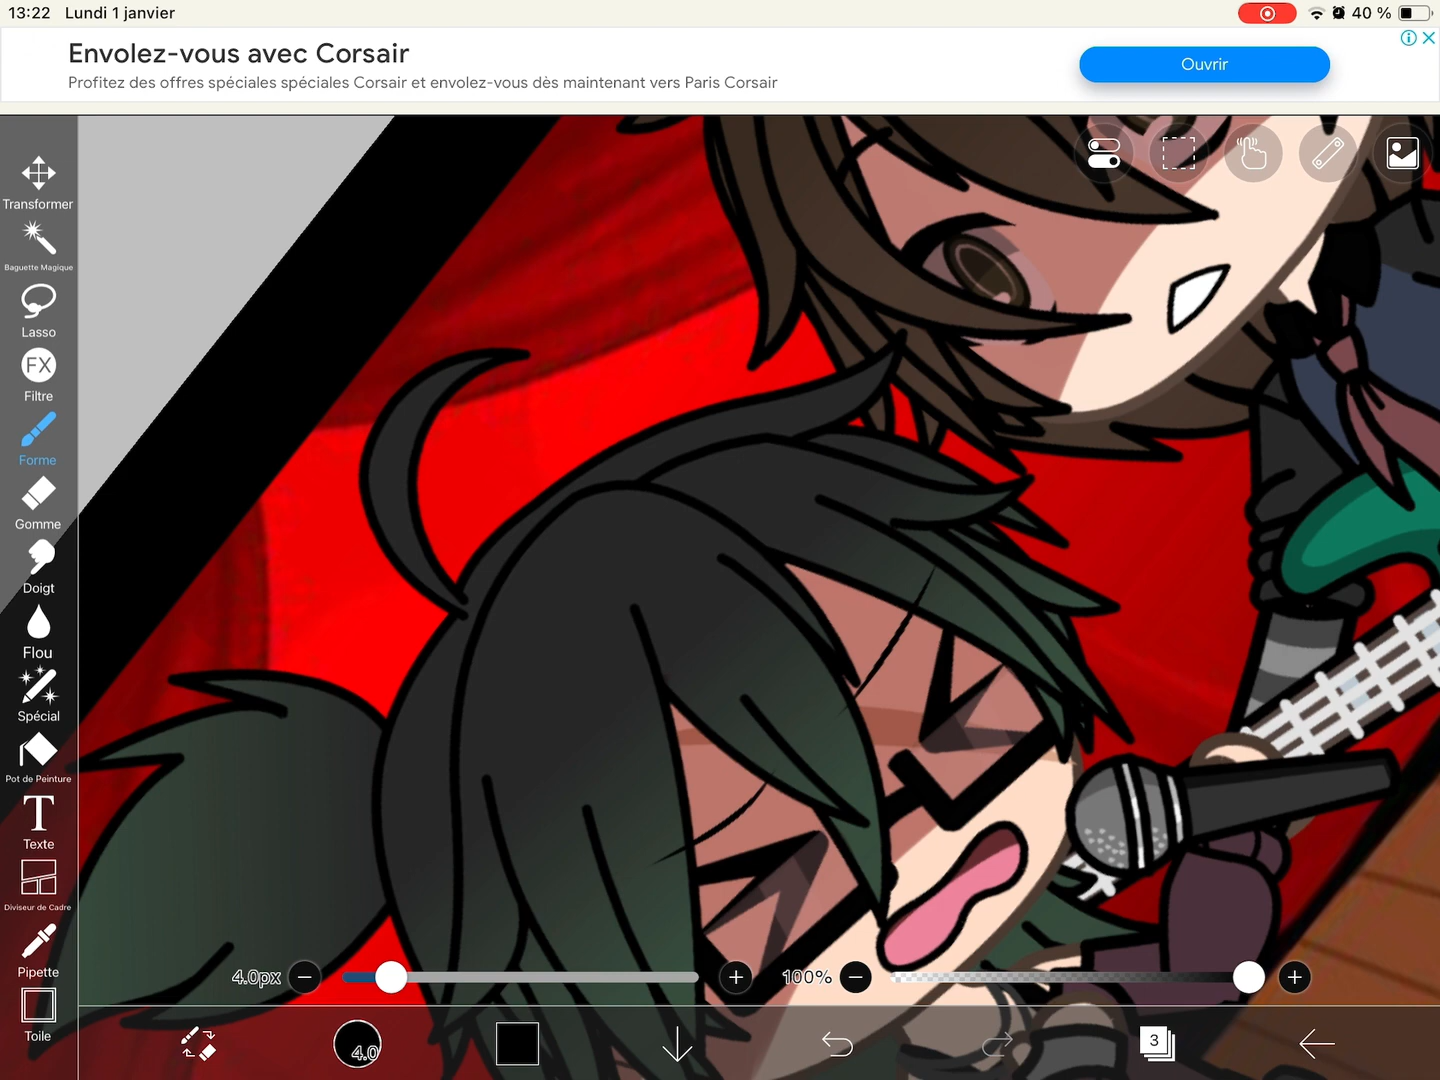 13:22 Lundi 1 janvier
40 %
Envolez-vous avec Corsair
Profitez des offres spéciales spéciales Corsair et envolez-vous dès maintenant vers Paris Corsair
Ouvrir
Transformer
Baguette Magique
Lasso
FX
Filtre
Forme
Gomme
Doigt
Flou
Spécial
Pot de Peinture
T
Texte
Diviseur de Cadre
Pipette
Toile
4.0px
100%
4.0
3